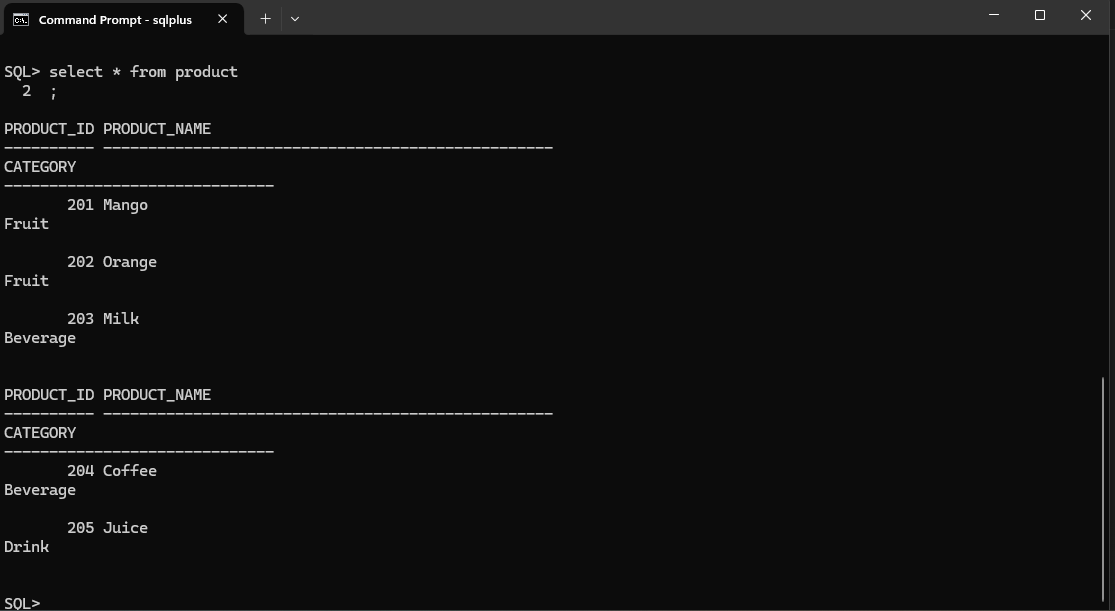 Command Prompt - sqlplus
SQL> select * from product
  2  ;

PRODUCT_ID PRODUCT_NAME
---------- --------------------------------------------------
CATEGORY
------------------------------
       201 Mango
Fruit

       202 Orange
Fruit

       203 Milk
Beverage


PRODUCT_ID PRODUCT_NAME
---------- --------------------------------------------------
CATEGORY
------------------------------
       204 Coffee
Beverage

       205 Juice
Drink


SQL>